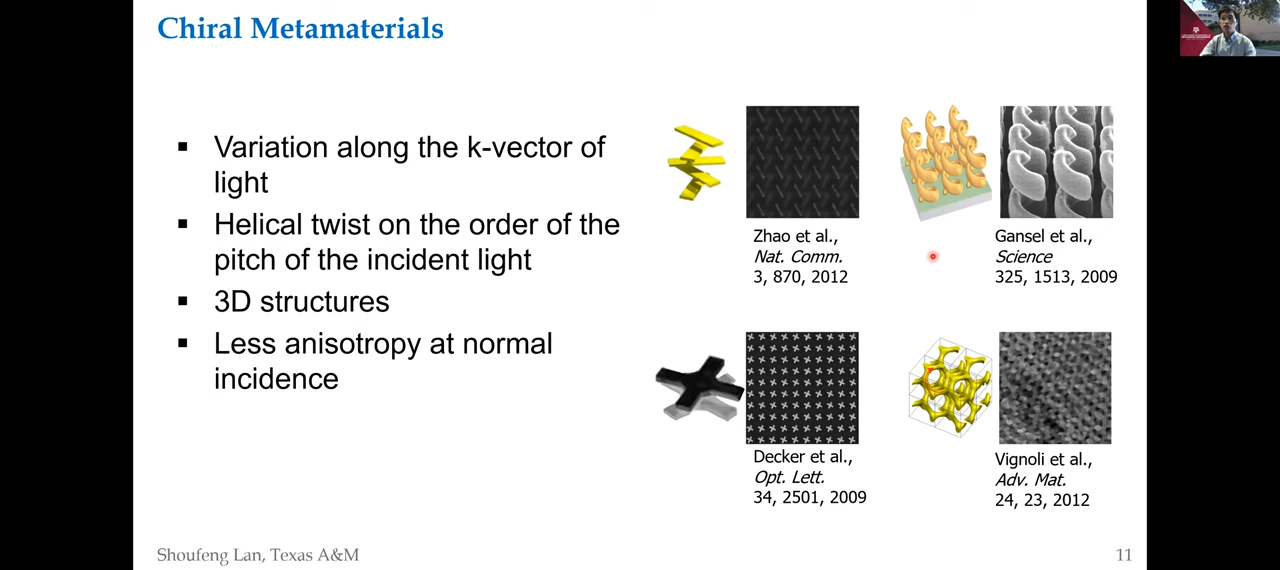 Chiral Metamaterials
▪ Variation along the k-vector of
light
▪ Helical twist on the order of the
pitch of the incident light
▪ 3D structures
▪ Less anisotropy at normal
incidence
Zhao et al.,
Nat. Comm.
3, 870, 2012
Gansel et al.,
Science
325, 1513, 2009
Decker et al.,
Opt. Lett.
34, 2501, 2009
Vignoli et al.,
Adv. Mat.
24, 23, 2012
Shoufeng Lan, Texas A&M
11